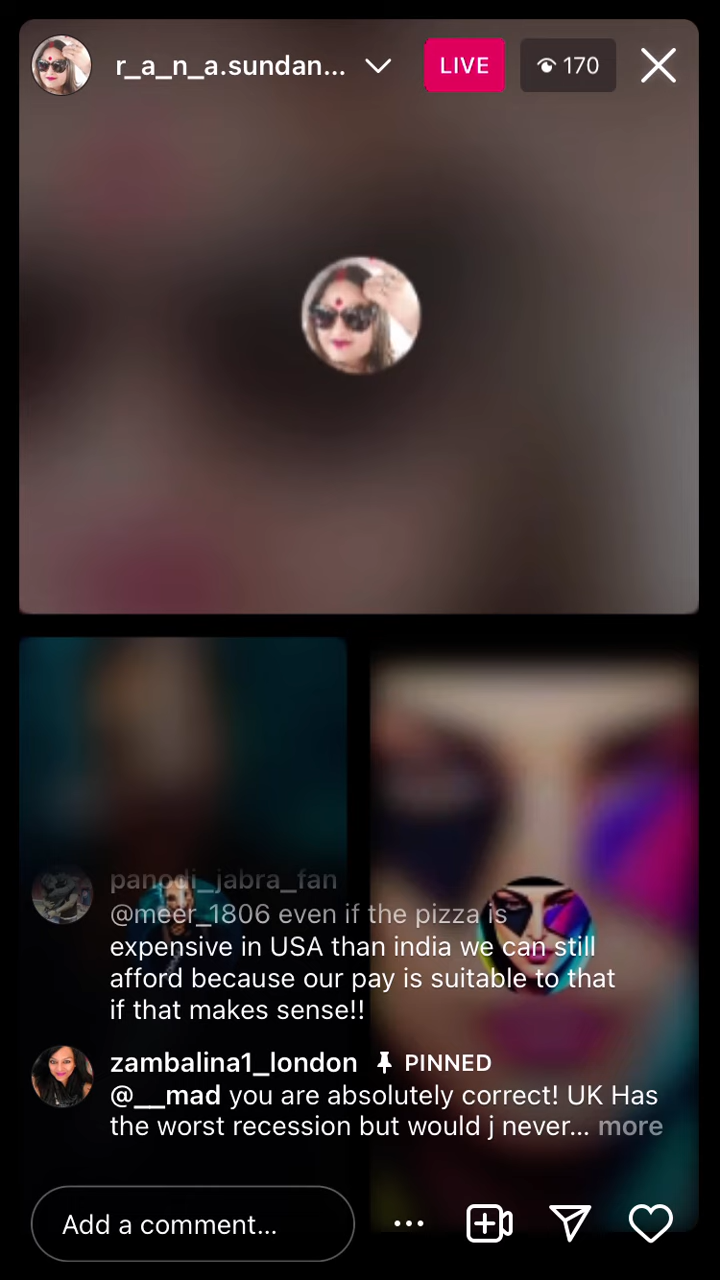 r_a_n_a.sundan...
LIVE
170
panodi_jabra_fan
@meer_1806 even if the pizza is
expensive in USA than india we can still
afford because our pay is suitable to that
if that makes sense!!
zambalina1_london PINNED
@__mad you are absolutely correct! UK Has
the worst recession but would j never... more
Add a comment...